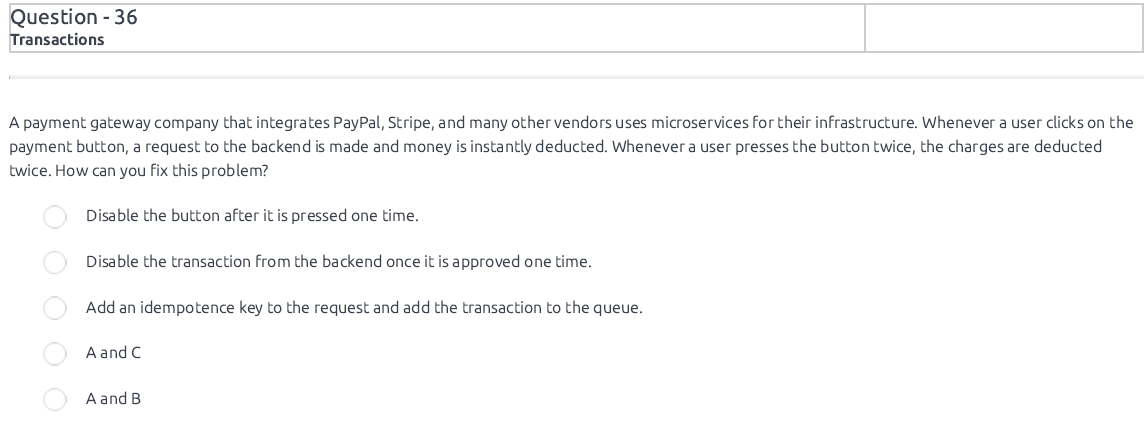 Question - 36
Transactions
A payment gateway company that integrates PayPal, Stripe, and many other vendors uses microservices for their infrastructure. Whenever a user clicks on the
payment button, a request to the backend is made and money is instantly deducted. Whenever a user presses the button twice, the charges are deducted
twice. How can you fix this problem?
Disable the button after it is pressed one time.
Disable the transaction from the backend once it is approved one time.
Add an idempotence key to the request and add the transaction to the queue.
A and C
A and B